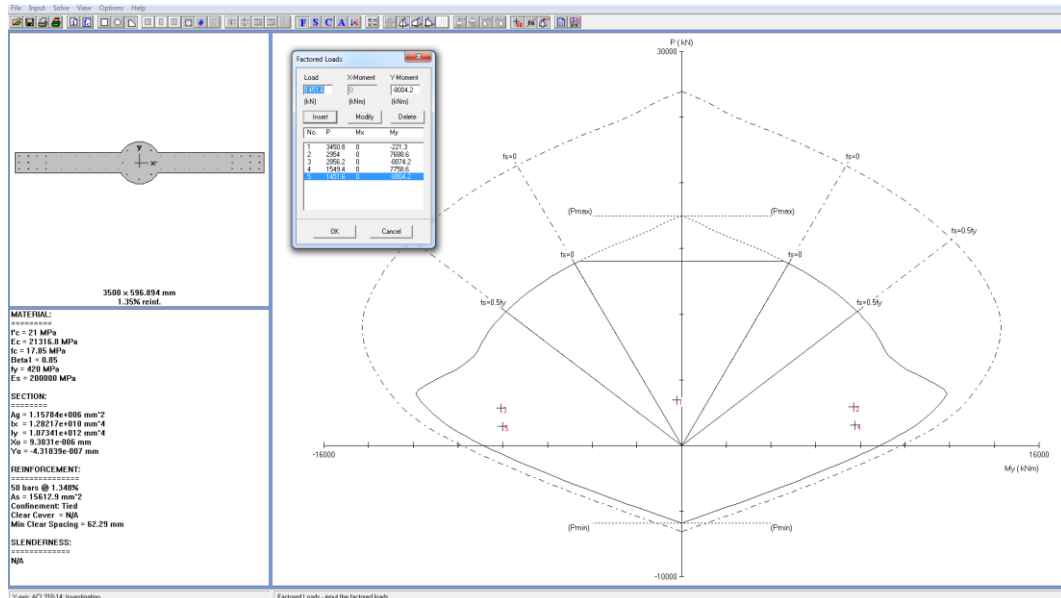 File Input Solve View Options Help
F S C A
y
x
3500 x 596.894 mm
1.35% reinf.
MATERIAL:
=========
f'c = 21 MPa
Ec = 21316.8 MPa
fc = 17.85 MPa
Beta1 = 0.85
fy = 420 MPa
Es = 200000 MPa
SECTION:
========
Ag = 1.15784e+006 mm^2
Ix = 1.28217e+010 mm^4
Iy = 1.07341e+012 mm^4
Xo = 9.3031e-006 mm
Yo = -4.31839e-007 mm
REINFORCEMENT:
==============
50 bars @ 1.348%
As = 15612.9 mm^2
Confinement: Tied
Clear Cover = N/A
Min Clear Spacing = 62.29 mm
SLENDERNESS:
============
N/A
Factored Loads
Load X-Moment Y-Moment
1451.6 0 -8004.2
(kN) (kNm) (kNm)
Insert Modify Delete
No. P Mx My
1 3450.8 0 -221.3
2 2954 0 7688.6
3 2856.2 0 -8074.2
4 1549.4 0 7758.6
5 1451.6 0 -8004.2
OK Cancel
P ( kN)
30000
fs=0
fs=0
(Pmax)
(Pmax)
fs=0.5fy
fs=0
fs=0
fs=0.5fy
fs=0.5fy
1
3
2
5
4
-16000
16000
My ( kNm)
(Pmin)
(Pmin)
-10000
Y-axis; ACI 318-14; Investigation
Factored Loads - input the factored loads